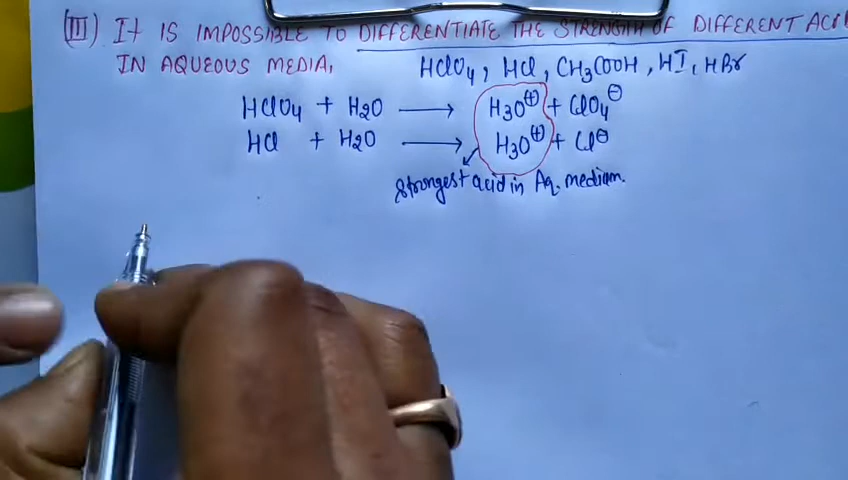 (III) It IS IMPOSSIBLE TO DIFFERENTIATE THE STRENGTH OF DIFFERENT ACID
IN AQUEOUS MEDIA, HClO₄, HCl, CH₃COOH, HI, HBr
HClO₄ + H₂O ⟶ H₃O⊕ + ClO₄⊖
HCl + H₂O ⟶ H₃O⊕ + Cl⊖
Strongest acid in Aq. medium.